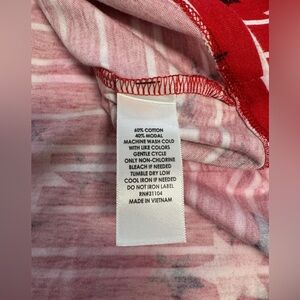 60% COTTON
40% MODAL
MACHINE WASH COLD
WITH LIKE COLORS
GENTLE CYCLE
ONLY NON-CHLORINE
BLEACH IF NEEDED
TUMBLE DRY LOW
COOL IRON IF NEEDED
DO NOT IRON LABEL
RN#31104
MADE IN VIETNAM